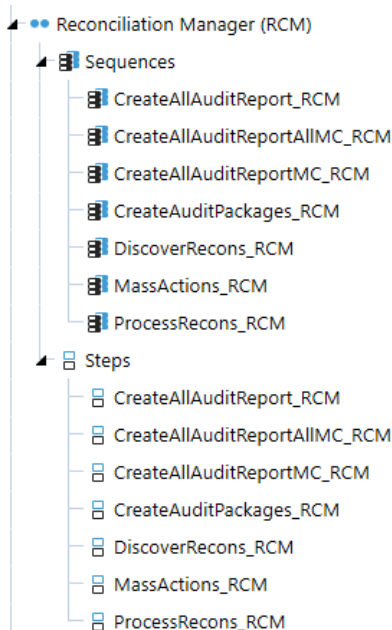 Reconciliation Manager (RCM)
Sequences
CreateAllAuditReport_RCM
CreateAllAuditReportAllMC_RCM
CreateAllAuditReportMC_RCM
CreateAuditPackages_RCM
DiscoverRecons_RCM
MassActions_RCM
ProcessRecons_RCM
Steps
CreateAllAuditReport_RCM
CreateAllAuditReportAllMC_RCM
CreateAllAuditReportMC_RCM
CreateAuditPackages_RCM
DiscoverRecons_RCM
MassActions_RCM
ProcessRecons_RCM